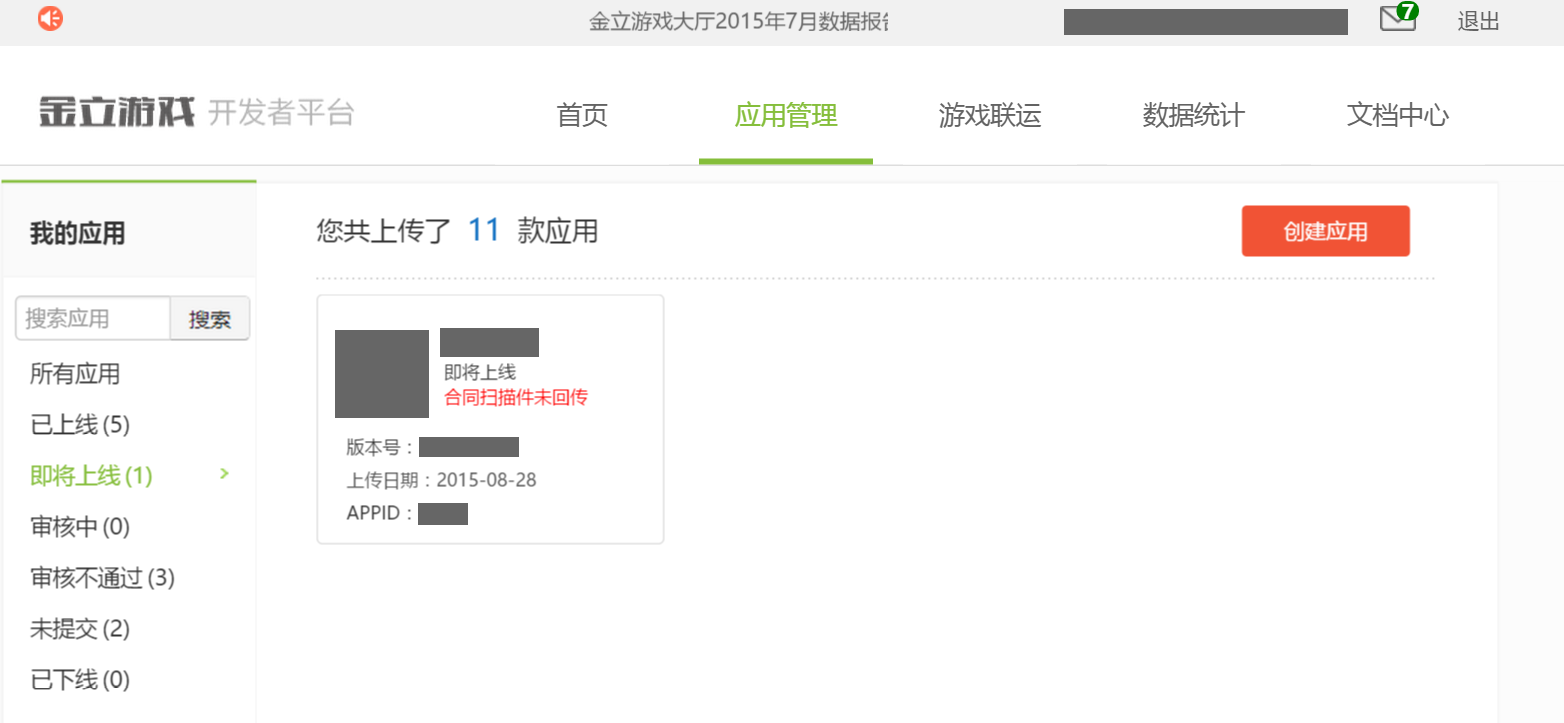 金立游戏大厅2015年7月数据报
7
退出
金立游戏 开发者平台
首页
应用管理
游戏联运
数据统计
文档中心
我的应用
搜索应用
搜索
所有应用
已上线 (5)
即将上线 (1)
审核中 (0)
审核不通过 (3)
未提交 (2)
已下线 (0)
您共上传了 11 款应用
创建应用
即将上线
合同扫描件未回传
版本号：
上传日期：2015-08-28
APPID：